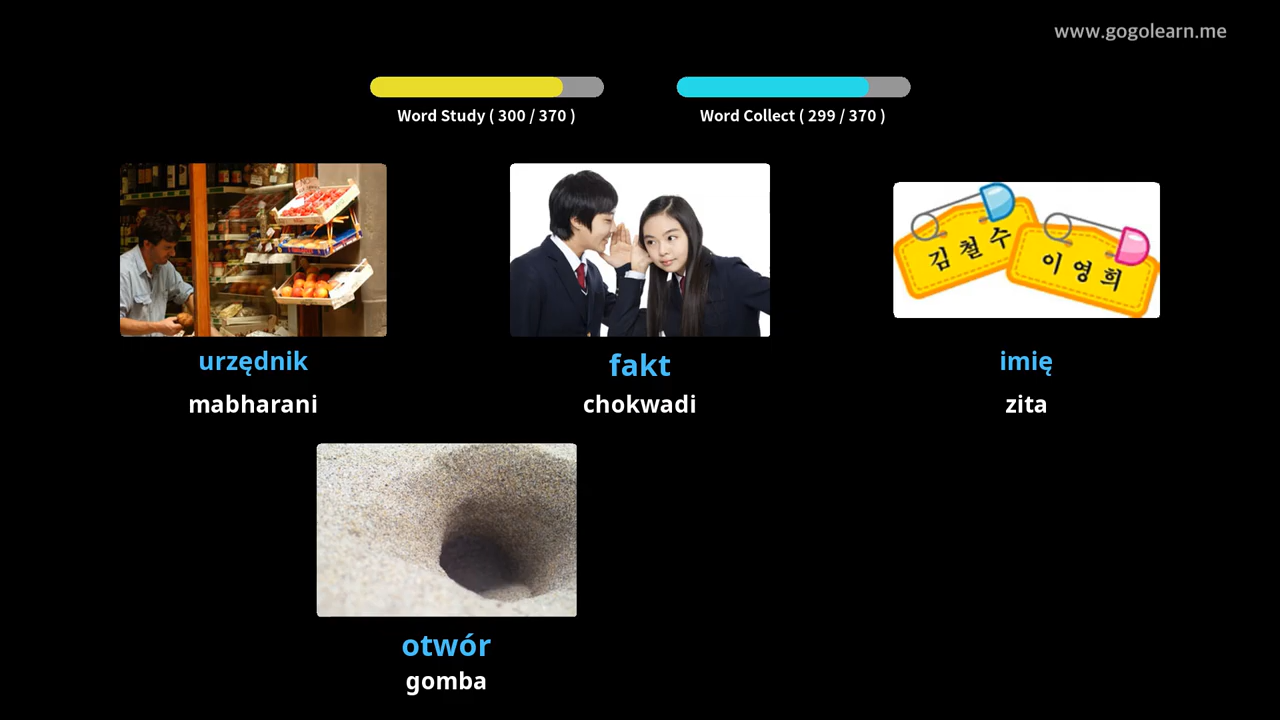 www.gogolearn.me
Word Study ( 300 / 370 )
Word Collect ( 299 / 370 )
김철수
이영희
urzędnik
fakt
imię
mabharani
chokwadi
zita
otwór
gomba